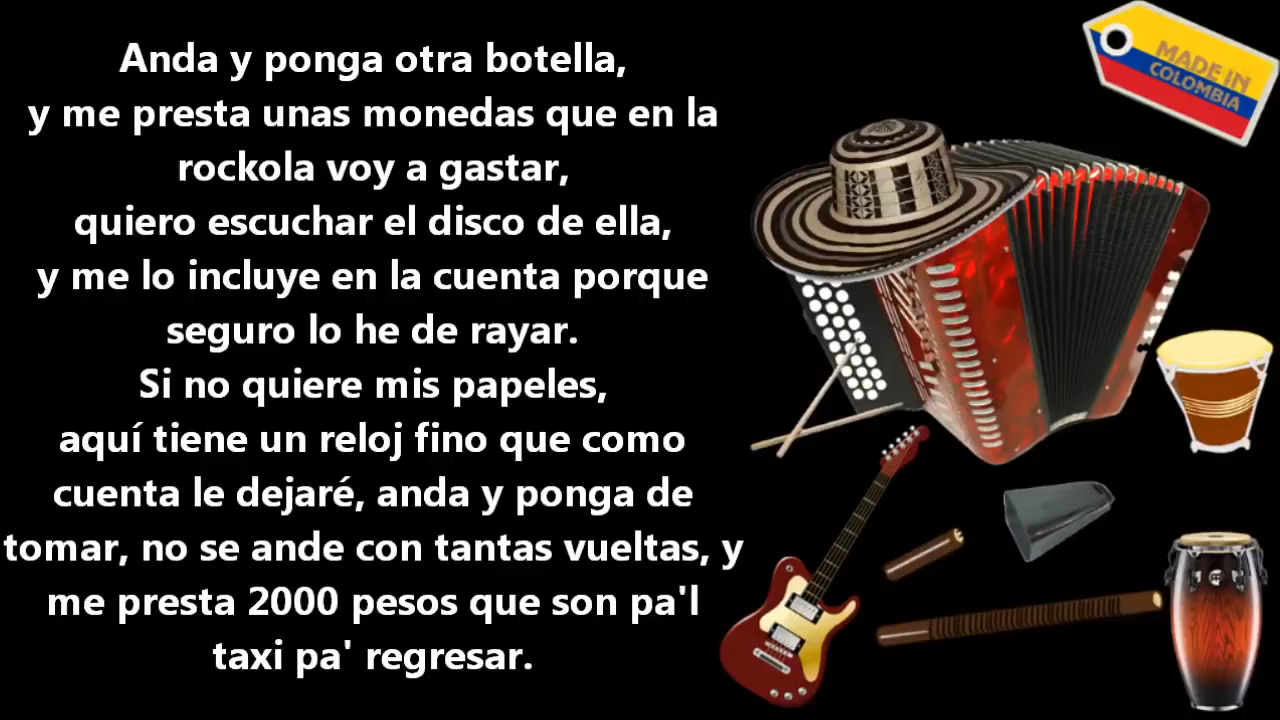 Anda y ponga otra botella,
y me presta unas monedas que en la
rockola voy a gastar,
quiero escuchar el disco de ella,
y me lo incluye en la cuenta porque
seguro lo he de rayar.
Si no quiere mis papeles,
aquí tiene un reloj fino que como
cuenta le dejaré, anda y ponga de
tomar, no se ande con tantas vueltas, y
me presta 2000 pesos que son pa'l
taxi pa' regresar.
MADE IN
COLOMBIA